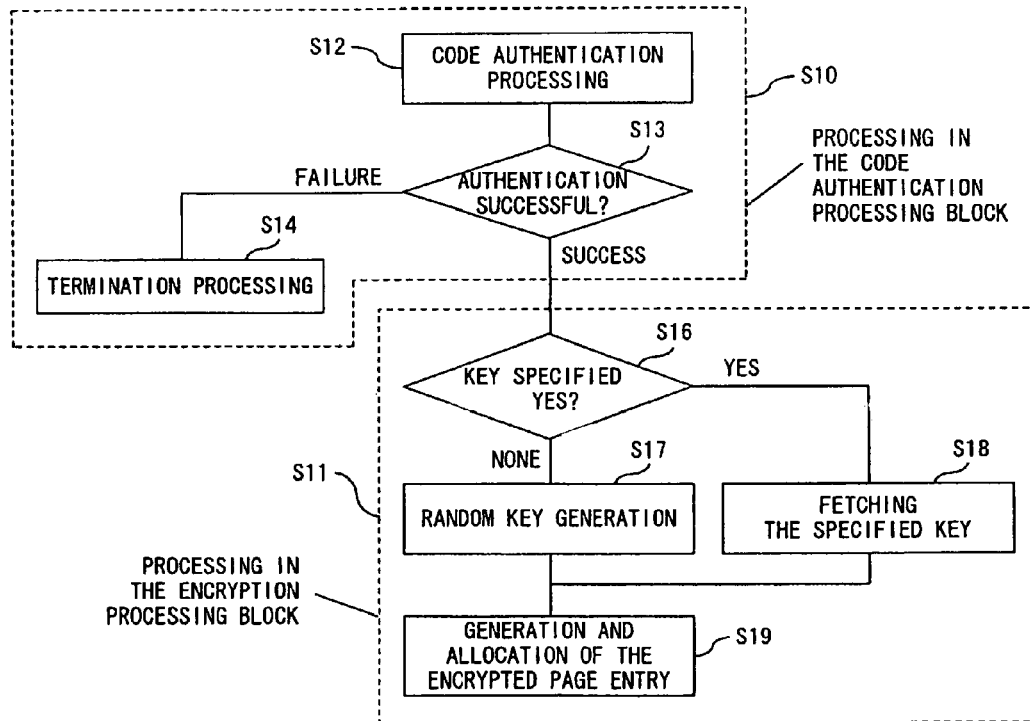 S12
CODE AUTHENTICATION
PROCESSING
S10
S13
PROCESSING IN
THE CODE
AUTHENTICATION
PROCESSING BLOCK
FAILURE
AUTHENTICATION
SUCCESSFUL?
S14
SUCCESS
TERMINATION PROCESSING
S16
KEY SPECIFIED
YES?
YES
NONE
S17
S18
S11
RANDOM KEY GENERATION
FETCHING
THE SPECIFIED KEY
PROCESSING IN
THE ENCRYPTION
PROCESSING BLOCK
GENERATION AND
ALLOCATION OF THE
ENCRYPTED PAGE ENTRY
S19